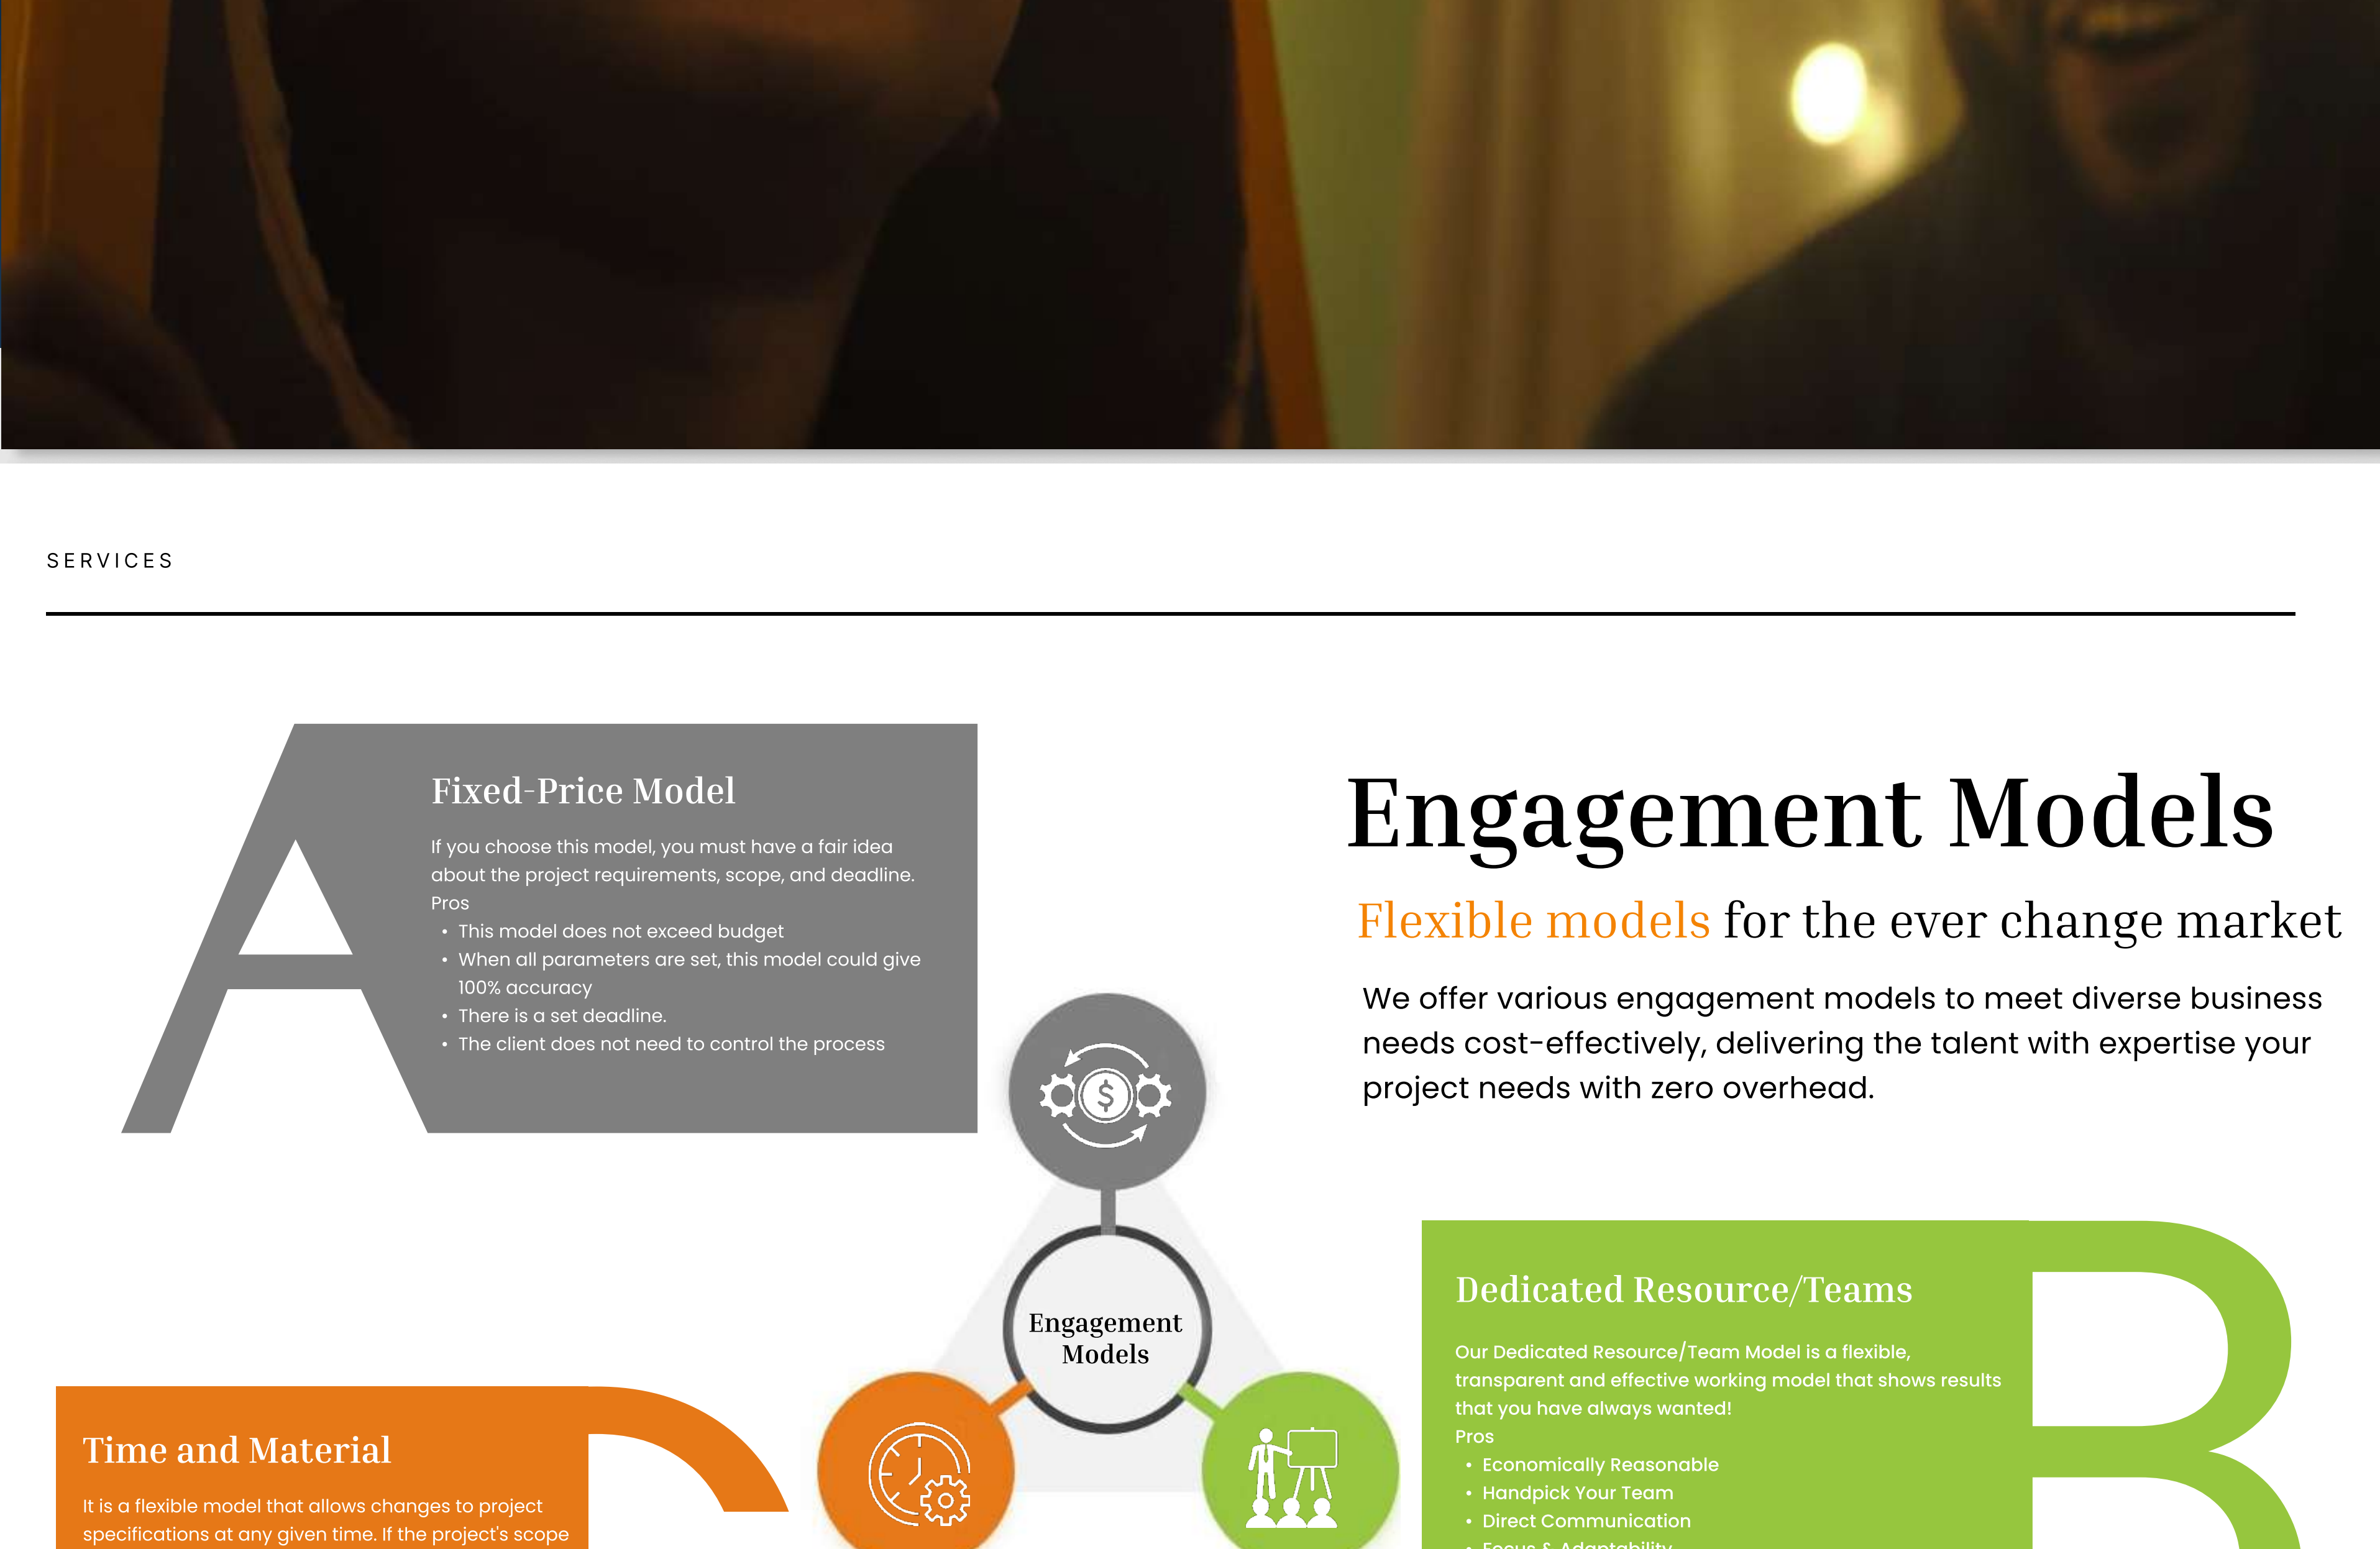 SERVICES
Fixed-Price Model
If you choose this model, you must have a fair idea
about the project requirements, scope, and deadline.
Pros
• This model does not exceed budget
• When all parameters are set, this model could give
100% accuracy
• There is a set deadline.
• The client does not need to control the process
Engagement Models
Flexible models for the ever change market
We offer various engagement models to meet diverse business
needs cost-effectively, delivering the talent with expertise your
project needs with zero overhead.
Engagement
Models
Dedicated Resource/Teams
Our Dedicated Resource/Team Model is a flexible,
transparent and effective working model that shows results
that you have always wanted!
Pros
• Economically Reasonable
• Handpick Your Team
• Direct Communication
• Focus & Adaptability
Time and Material
It is a flexible model that allows changes to project
specifications at any given time. If the project's scope